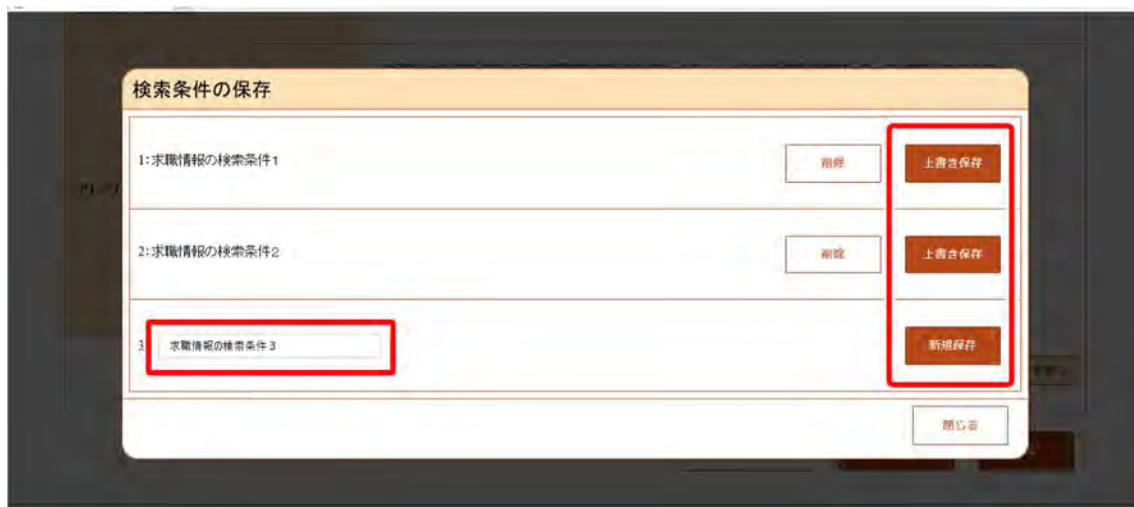 検索条件の保存
1:求職情報の検索条件1
削除
上書き保存
2:求職情報の検索条件2
削除
上書き保存
3
求職情報の検索条件3
新規保存
閉じる